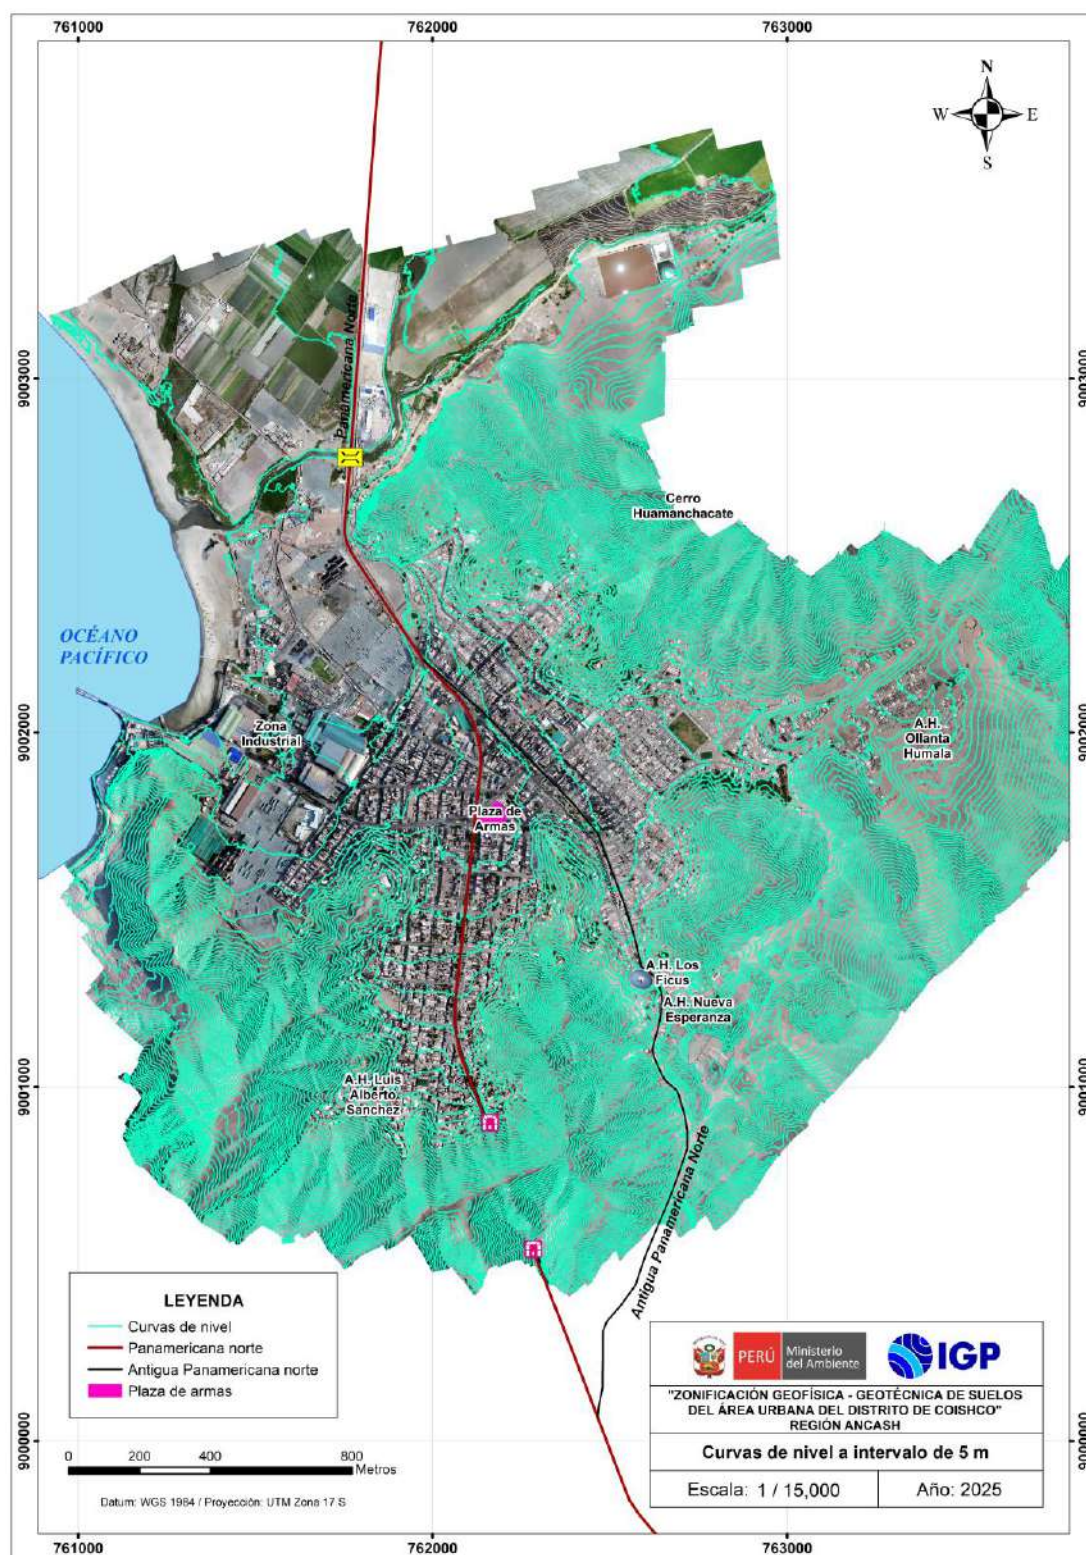 761000
762000
763000
N
W
E
S
Panamericana Norte
9003000
9003000
Cerro
Huamanchacate
OCÉANO
PACÍFICO
Zona
Industrial
9002000
9002000
A.H.
Ollanta
Humala
Plaza de
Armas
A.H. Los
Ficus
A.H. Nueva
Esperanza
A.H. Luis
Alberto
Sanchez
9001000
9001000
Antigua Panamericana Norte
LEYENDA
Curvas de nivel
Panamericana norte
Antigua Panamericana norte
Plaza de armas
PERÚ
Ministerio
del Ambiente
IGP
"ZONIFICACIÓN GEOFÍSICA - GEOTÉCNICA DE SUELOS
DEL ÁREA URBANA DEL DISTRITO DE COISHCO"
REGIÓN ANCASH
Curvas de nivel a intervalo de 5 m
Escala: 1 / 15,000
Año: 2025
9000000
9000000
0 200 400 800
Metros
Datum: WGS 1984 / Proyección: UTM Zona 17 S
761000
762000
763000